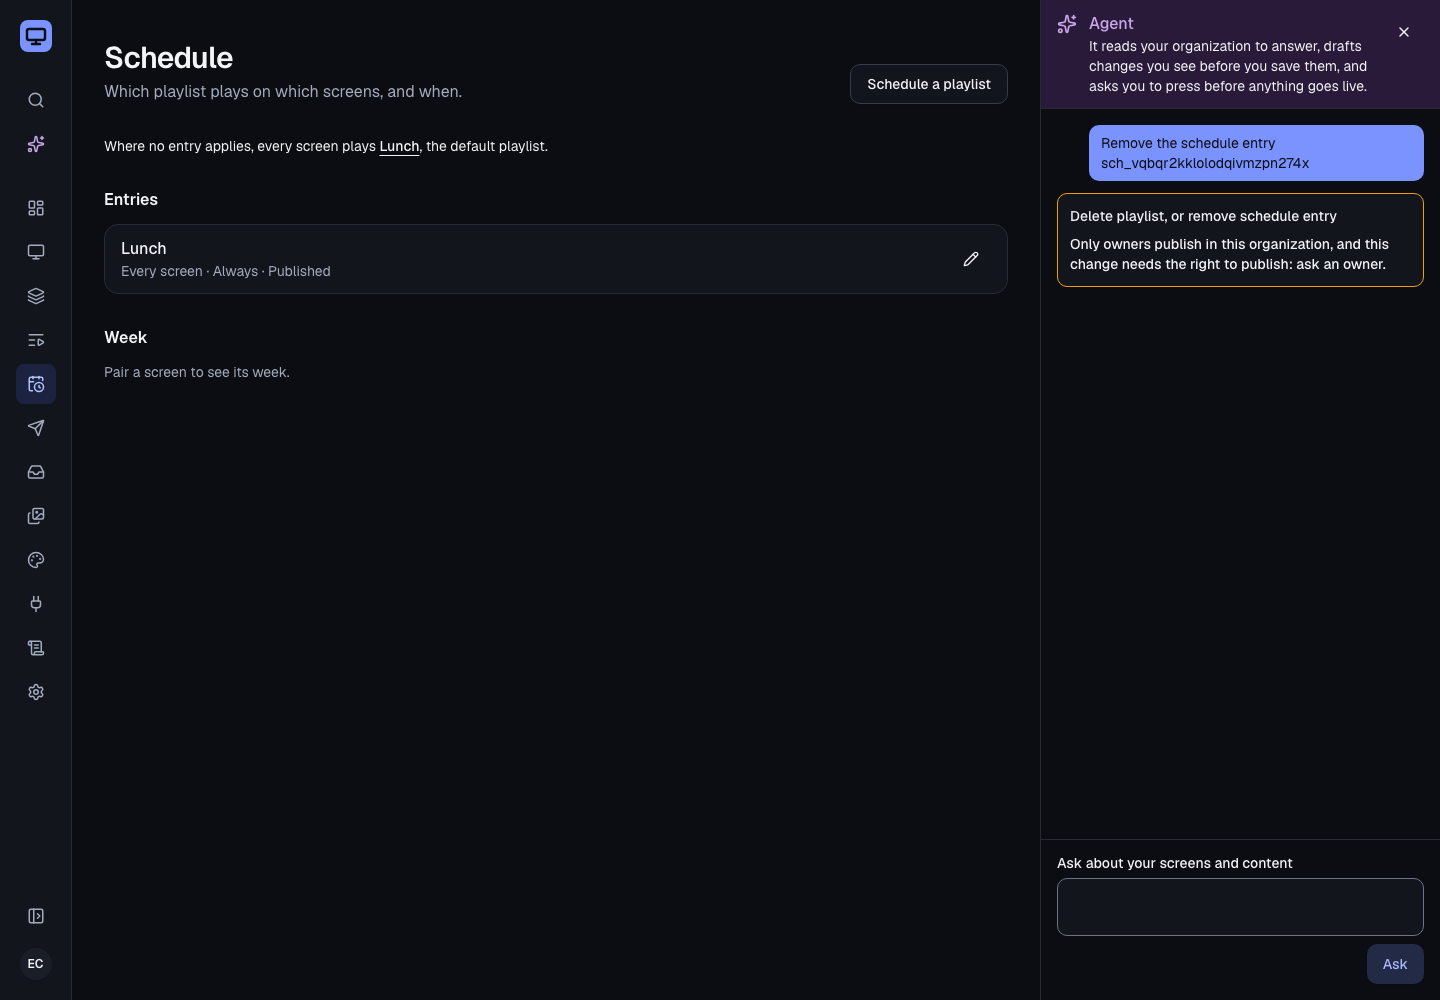 Schedule
Which playlist plays on which screens, and when.
Schedule a playlist
Where no entry applies, every screen plays Lunch, the default playlist.
Entries
Lunch
Every screen · Always · Published
Week
Pair a screen to see its week.
EC
Agent
It reads your organization to answer, drafts
changes you see before you save them, and
asks you to press before anything goes live.
Remove the schedule entry
sch_vqbqr2kklolodqivmzpn274x
Delete playlist, or remove schedule entry
Only owners publish in this organization, and this
change needs the right to publish: ask an owner.
Ask about your screens and content
Ask